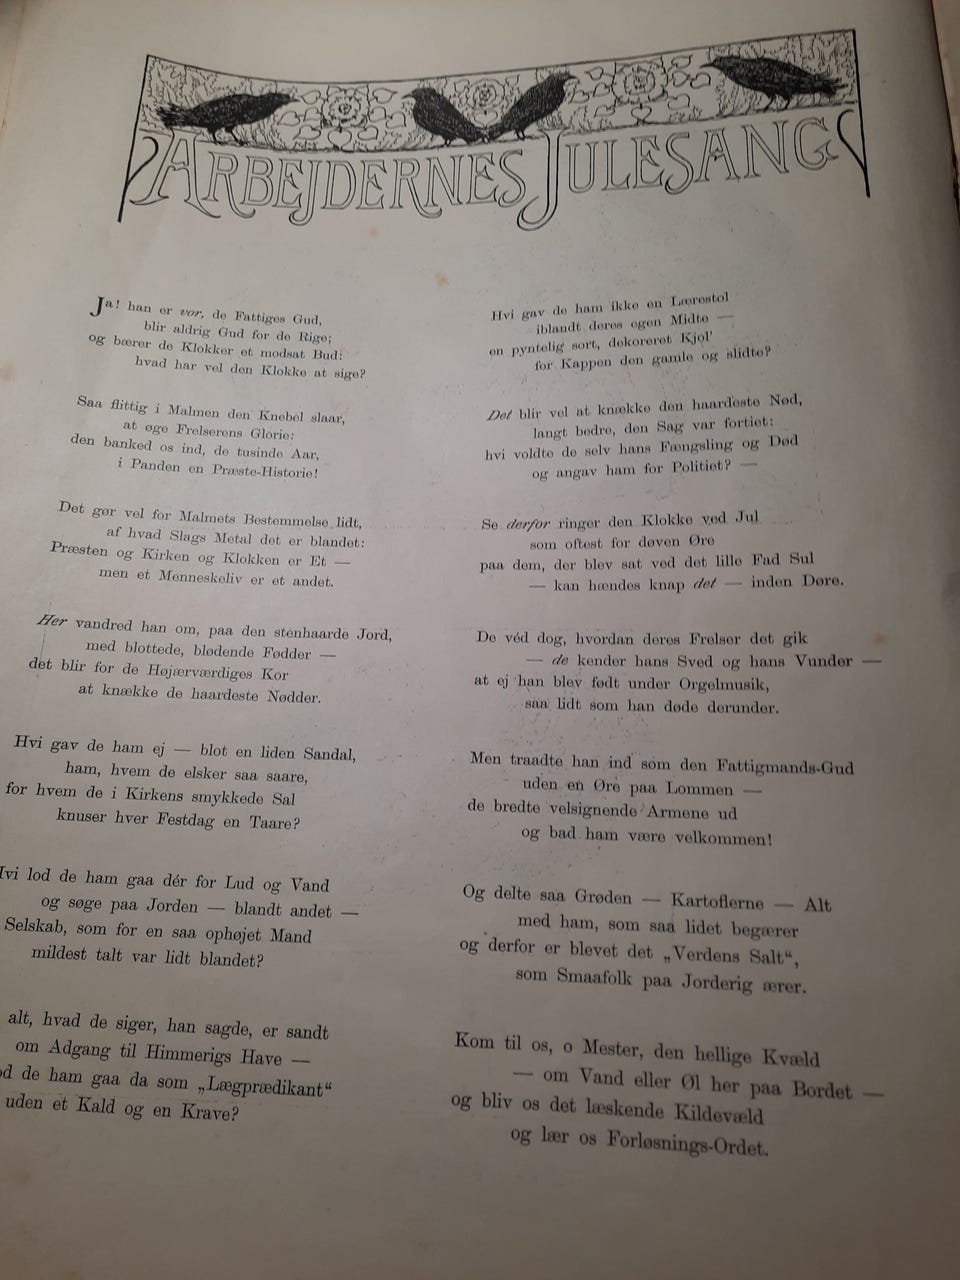 ARBEJDERNES JULESANG
Ja! han er vor, de Fattiges Gud,
blir aldrig Gud for de Rige;
og bærer de Klokker et modsat Bud:
hvad har vel den Klokke at sige?
Saa flittig i Malmen den Knebel slaar,
at øge Frelserens Glorie:
den banked os ind, de tusinde Aar,
i Panden en Præste-Historie!
Det gør vel for Malmets Bestemmelse lidt,
af hvad Slags Metal det er blandet:
Præsten og Kirken og Klokken er Et —
men et Menneskeliv er et andet.
Her vandred han om, paa den stenhaarde Jord,
med blottede, blødende Fødder —
det blir for de Højærværdiges Kor
at knække de haardeste Nødder.
Hvi gav de ham ej — blot en liden Sandal,
ham, hvem de elsker saa saare,
for hvem de i Kirkens smykkede Sal
knuser hver Festdag en Taare?
Hvi lod de ham gaa dér for Lud og Vand
og søge paa Jorden — blandt andet —
Selskab, som for en saa ophøjet Mand
mildest talt var lidt blandet?
alt, hvad de siger, han sagde, er sandt
om Adgang til Himmerigs Have —
de ham gaa da som „Lægprædikant“
uden et Kald og en Krave?
Hvi gav de ham ikke en Lærestol
iblandt deres egen Midte —
en pyntelig sort, dekoreret Kjol'
for Kappen den gamle og slidte?
Det blir vel at knække den haardeste Nød,
langt bedre, den Sag var fortiet:
hvi voldte de selv hans Fængsling og Død
og angav ham for Politiet? —
Se derfor ringer den Klokke ved Jul
som oftest for døven Øre
paa dem, der blev sat ved det lille Fad Sul
— kan hændes knap det — inden Døre.
De véd dog, hvordan deres Frelser det gik
— de kender hans Sved og hans Vunder —
at ej han blev født under Orgelmusik,
saa lidt som han døde derunder.
Men traadte han ind som den Fattigmands-Gud
uden en Øre paa Lommen —
de bredte velsignende Armene ud
og bad ham være velkommen!
Og delte saa Grøden — Kartoflerne — Alt
med ham, som saa lidet begærer
og derfor er blevet det „Verdens Salt“,
som Smaafolk paa Jorderig ærer.
Kom til os, o Mester, den hellige Kvæld
— om Vand eller Øl her paa Bordet —
og bliv os det læskende Kildevæld
og lær os Forløsnings-Ordet.